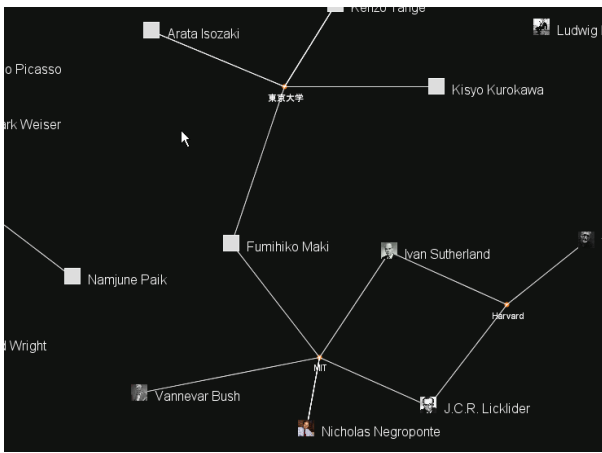 Kenzo Tange
Arata Isozaki
Ludwig
o Picasso
Kisyo Kurokawa
東京大学
ark Weiser
Fumihiko Maki
Ivan Sutherland
Namjune Paik
Harvard
d Wright
MIT
Vannevar Bush
J.C.R. Licklider
Nicholas Negroponte